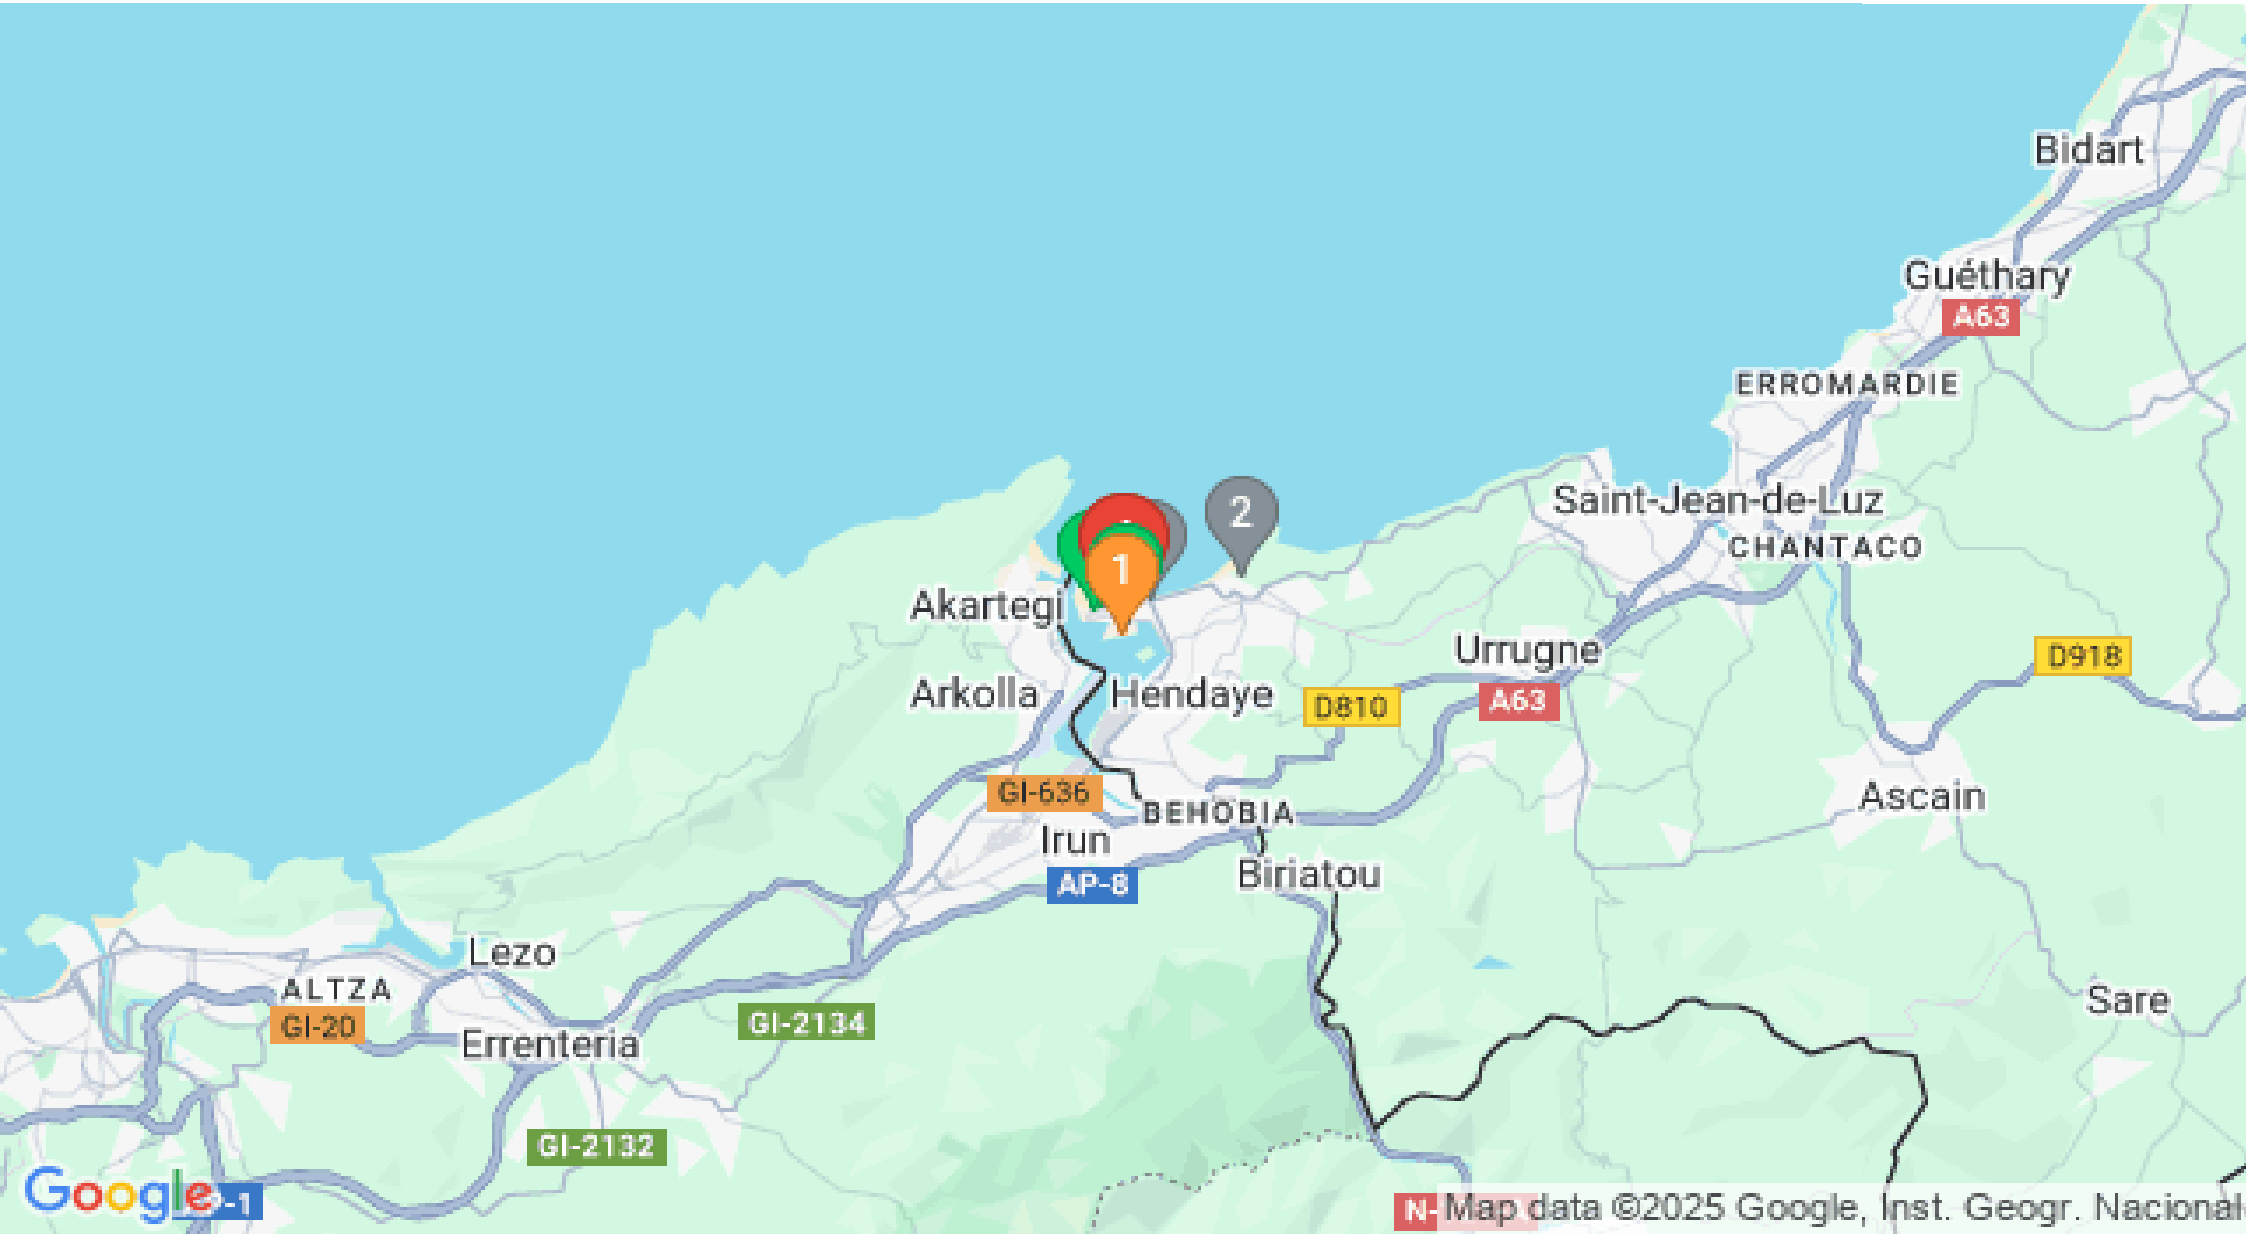 Bidart
Guéthary
A63
ERROMARDIE
2
Saint-Jean-de-Luz
CHANTACO
1
Akartegi
Urrugne
D918
Arkolla
Hendaye
D810
A63
GI-636
BEHOBIA
Ascain
Irun
Biriatou
AP-8
Lezo
ALTZA
Sare
GI-20
GI-2134
Errenteria
GI-2132
Google
-1
N-
Map data ©2025 Google, Inst. Geogr. Nacional